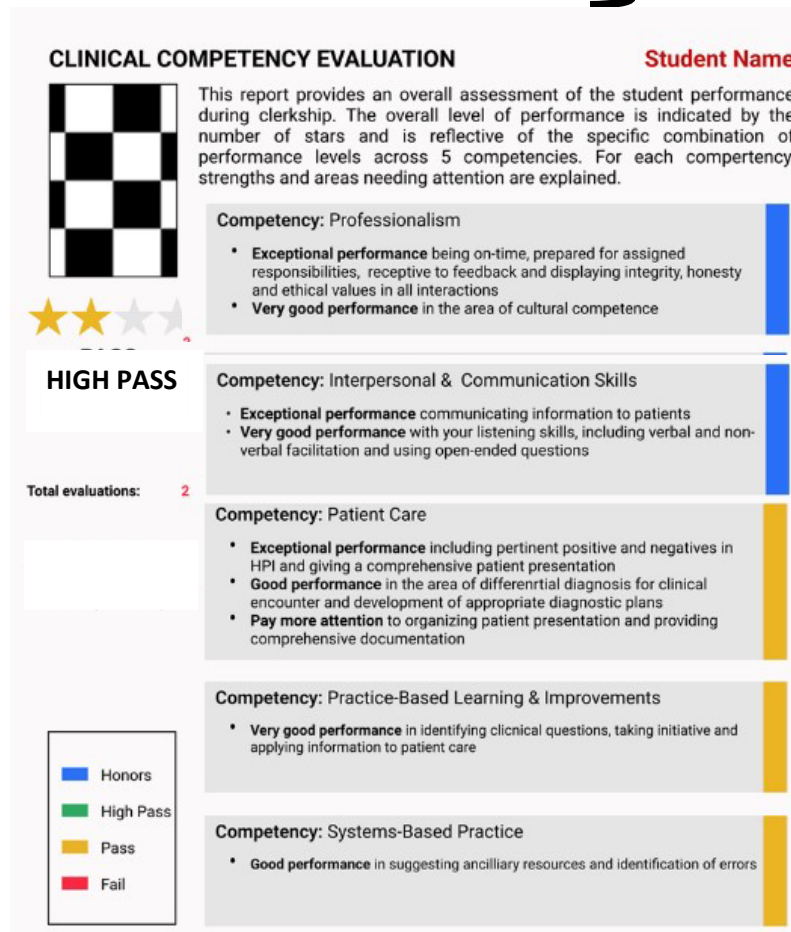 CLINICAL COMPETENCY EVALUATION
Student Name
This report provides an overall assessment of the student performance
during clerkship. The overall level of performance is indicated by the
number of stars and is reflective of the specific combination of
performance levels across 5 competencies. For each compertency
strengths and areas needing attention are explained.
Competency: Professionalism
• Exceptional performance being on-time, prepared for assigned
responsibilities, receptive to feedback and displaying integrity, honesty
and ethical values in all interactions
• Very good performance in the area of cultural competence
HIGH PASS
Competency: Interpersonal & Communication Skills
• Exceptional performance communicating information to patients
• Very good performance with your listening skills, including verbal and non-
verbal facilitation and using open-ended questions
Total evaluations: 2
Competency: Patient Care
• Exceptional performance including pertinent positive and negatives in
HPI and giving a comprehensive patient presentation
• Good performance in the area of differenrtial diagnosis for clinical
encounter and development of appropriate diagnostic plans
• Pay more attention to organizing patient presentation and providing
comprehensive documentation
Competency: Practice-Based Learning & Improvements
• Very good performance in identifying clicnical questions, taking initiative and
applying information to patient care
Competency: Systems-Based Practice
• Good performance in suggesting ancilliary resources and identification of errors
Honors
High Pass
Pass
Fail